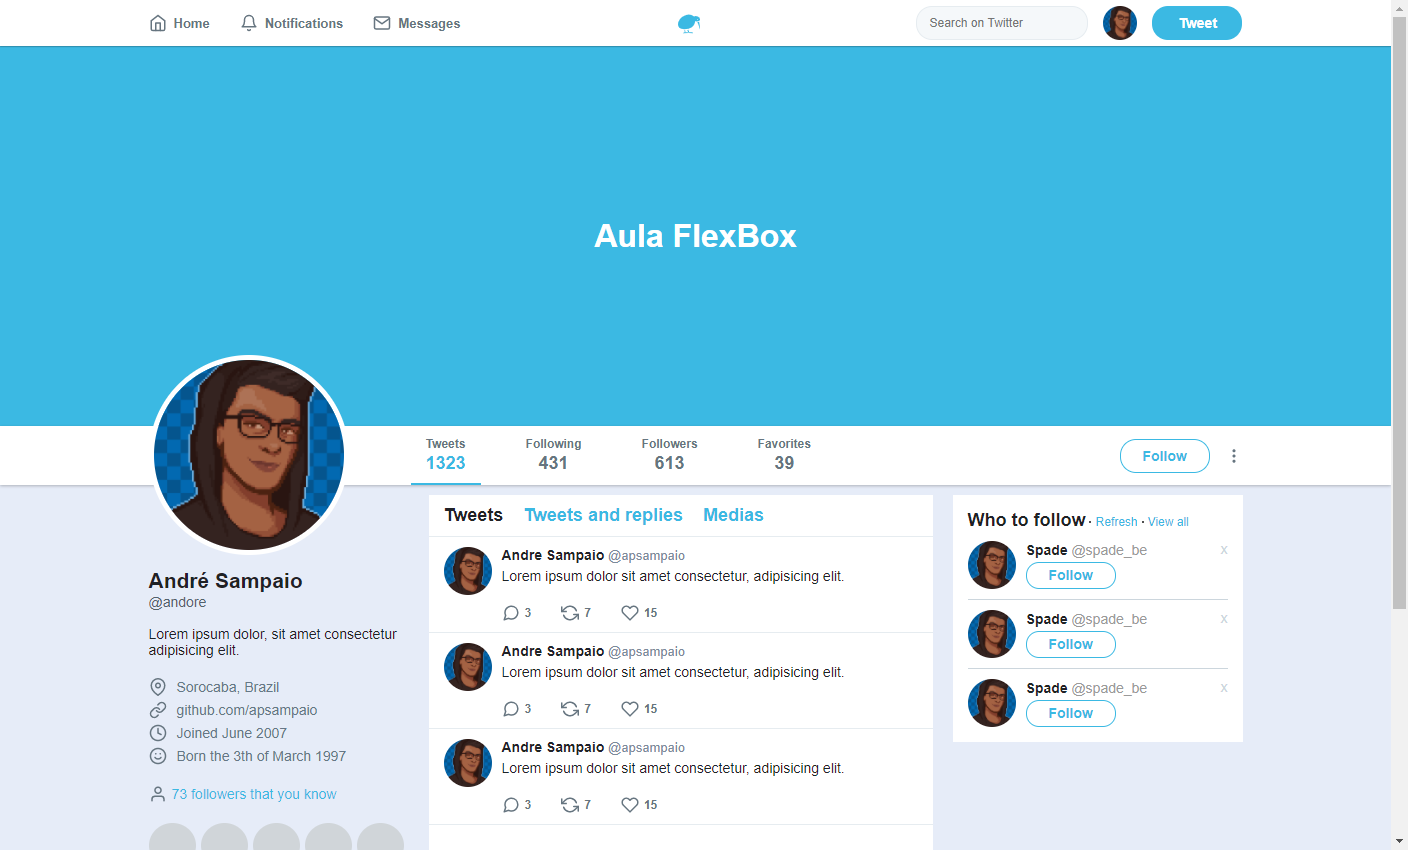 Home Notifications Messages Search on Twitter Tweet
Aula FlexBox
Tweets Following Followers Favorites
1323 431 613 39
Follow
André Sampaio
@andore
Lorem ipsum dolor, sit amet consectetur
adipisicing elit.
Sorocaba, Brazil
github.com/apsampaio
Joined June 2007
Born the 3th of March 1997
73 followers that you know
Tweets Tweets and replies Medias
Andre Sampaio @apsampaio
Lorem ipsum dolor sit amet consectetur, adipisicing elit.
3 7 15
Andre Sampaio @apsampaio
Lorem ipsum dolor sit amet consectetur, adipisicing elit.
3 7 15
Andre Sampaio @apsampaio
Lorem ipsum dolor sit amet consectetur, adipisicing elit.
3 7 15
Who to follow · Refresh · View all
Spade @spade_be x
Follow
Spade @spade_be x
Follow
Spade @spade_be x
Follow